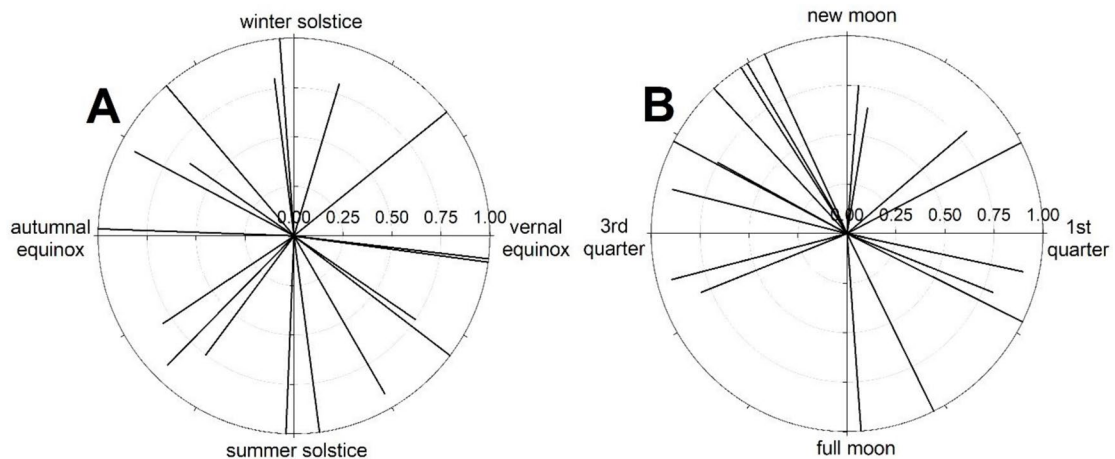 winter solstice
new moon
A
B
0.00 0.25 0.50 0.75 1.00
0.00 0.25 0.50 0.75 1.00
autumnal
equinox
vernal
equinox
3rd
quarter
1st
quarter
summer solstice
full moon